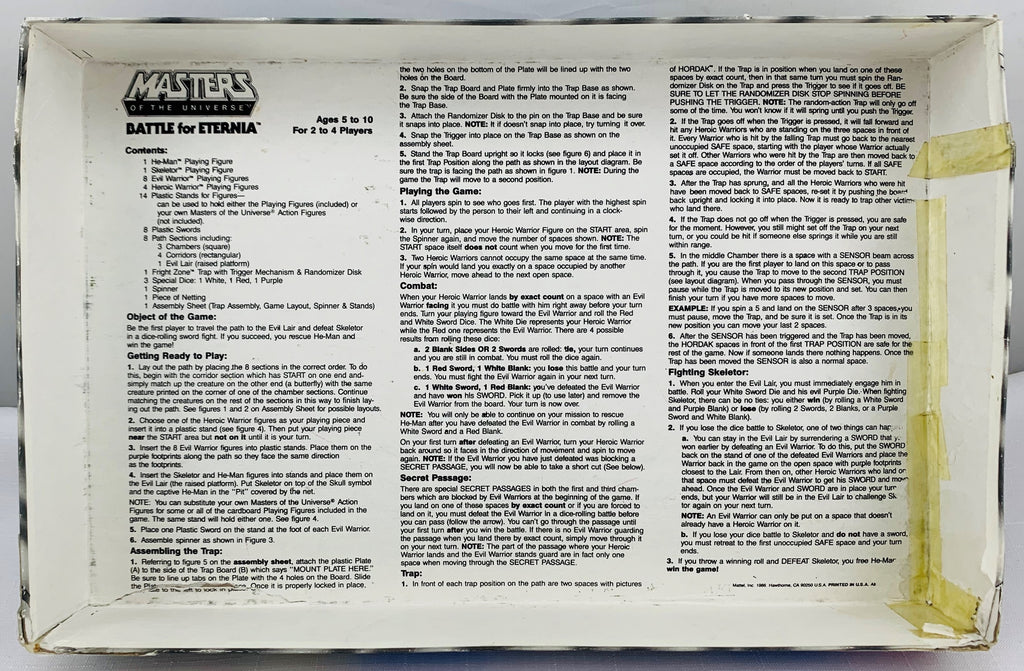 MASTERS
OF THE UNIVERSE™
BATTLE for ETERNIA™
Ages 5 to 10
For 2 to 4 Players
Contents:
1 He-Man™ Playing Figure
1 Skeletor™ Playing Figure
8 Evil Warrior™ Playing Figures
4 Heroic Warrior™ Playing Figures
14 Plastic Stands for Figures—
can be used to hold either the Playing Figures (included) or
your own Masters of the Universe® Action Figures
(not included).
8 Plastic Swords
8 Path Sections including:
3 Chambers (square)
4 Corridors (rectangular)
1 Evil Lair (raised platform)
1 Fright Zone™ Trap with Trigger Mechanism & Randomizer Disk
3 Special Dice: 1 White, 1 Red, 1 Purple
1 Spinner
1 Piece of Netting
1 Assembly Sheet (Trap Assembly, Game Layout, Spinner & Stands)
Object of the Game:
Be the first player to travel the path to the Evil Lair and defeat Skeletor
in a dice-rolling sword fight. If you succeed, you rescue He-Man and
win the game!
Getting Ready to Play:
1. Lay out the path by placing the 8 sections in the correct order. To do
this, begin with the corridor section which has START on one end and-
simply match up the creature on the other end (a butterfly) with the same
creature printed on the corner of one of the chamber sections. Continue
matching the creatures on the rest of the sections in this way to finish lay-
ing out the path. See figures 1 and 2 on Assembly Sheet for possible layouts.
2. Choose one of the Heroic Warrior figures as your playing piece and
insert it into a plastic stand (see figure 4). Then put your playing piece
near the START area but not on it until it is your turn.
3. Insert the 8 Evil Warrior figures into plastic stands. Place them on the
purple footprints along the path so they face the same direction
as the footprints.
4. Insert the Skeletor and He-Man figures into stands and place them on
the Evil Lair (the raised platform). Put Skeletor on top of the Skull symbol
and the captive He-Man in the "Pit" covered by the net.
NOTE: You can substitute your own Masters of the Universe® Action
Figures for some or all of the cardboard Playing Figures included in the
game. The same stand will hold either one. See figure 4.
5. Place one Plastic Sword on the stand at the foot of each Evil Warrior.
6. Assemble spinner as shown in Figure 3.
Assembling the Trap:
1. Referring to figure 5 on the assembly sheet, attach the plastic Plate
(A) to the side of the Trap Board (B) which says "MOUNT PLATE HERE."
Be sure to line up tabs on the Plate with the 4 holes on the Board. Slide
the Plate to the left to lock in place. Once it is properly locked in place,
the two holes on the bottom of the Plate will be lined up with the two
holes on the Board.
2. Snap the Trap Board and Plate firmly into the Trap Base as shown.
Be sure the side of the Board with the Plate mounted on it is facing
the Trap Base.
3. Attach the Randomizer Disk to the pin on the Trap Base and be sure
it snaps into place. NOTE: It it doesn't snap into place, try turning it over.
4. Snap the Trigger into place on the Trap Base as shown on the
assembly sheet.
5. Stand the Trap Board upright so it locks (see figure 6) and place it in
the first Trap Position along the path as shown in the layout diagram. Be
sure the trap is facing the path as shown in figure 1. NOTE: During the
game the Trap will move to a second position.
Playing the Game:
1. All players spin to see who goes first. The player with the highest spin
starts followed by the person to their left and continuing in a clock-
wise direction.
2. In your turn, place your Heroic Warrior Figure on the START area, spin
the Spinner again, and move the number of spaces shown. NOTE: The
START space itself does not count when you move for the first time.
3. Two Heroic Warriors cannot occupy the same space at the same time.
If your spin would land you exactly on a space occupied by another
Heroic Warrior, move ahead to the next open space.
Combat:
When your Heroic Warrior lands by exact count on a space with an Evil
Warrior facing it you must do battle with him right away before your turn
ends. Turn your playing figure toward the Evil Warrior and roll the Red
and White Sword Dice. The White Die represents your Heroic Warrior
while the Red one represents the Evil Warrior. There are 4 possible
results from rolling these dice:
a. 2 Blank Sides OR 2 Swords are rolled: tie, your turn continues
and you are still in combat. You must roll the dice again.
b. 1 Red Sword, 1 White Blank: you lose this battle and your turn
ends. You must fight the Evil Warrior again in your next turn.
c. 1 White Sword, 1 Red Blank: you've defeated the Evil Warrior
and have won his SWORD. Pick it up (to use later) and remove the
Evil Warrior from the board. Your turn is now over.
NOTE: You will only be able to continue on your mission to rescue
He-Man after you have defeated the Evil Warrior in combat by rolling a
White Sword and a Red Blank.
On your first turn after defeating an Evil Warrior, turn your Heroic Warrior
back around so it faces in the direction of movement and spin to move
again. NOTE: If the Evil Warrior you have just defeated was blocking a
SECRET PASSAGE, you will now be able to take a short cut (See below).
Secret Passage:
There are special SECRET PASSAGES in both the first and third cham-
bers which are blocked by Evil Warriors at the beginning of the game. If
you land on one of these spaces by exact count or if you are forced to
land on it, you must defeat the Evil Warrior in a dice-rolling battle before
you can pass (follow the arrow). You can't go through the passage until
your first turn after you win the battle. If there is no Evil Warrior guarding
the passage when you land there by exact count, simply move through it
on your next turn. NOTE: The part of the passage where your Heroic
Warrior lands and the Evil Warrior stands guard are in fact only one
space when moving through the SECRET PASSAGE.
Trap:
1. In front of each trap position on the path are two spaces with pictures
of HORDAK™. If the Trap is in position when you land on one of these
spaces by exact count, then in that same turn you must spin the Ran-
domizer Disk on the Trap and press the Trigger to see if it goes off. BE
SURE TO LET THE RANDOMIZER DISK STOP SPINNING BEFORE
PUSHING THE TRIGGER. NOTE: The random-action Trap will only go off
some of the time. You won't know if it will spring until you push the Trigger.
2. If the Trap goes off when the Trigger is pressed, it will fall forward and
hit any Heroic Warriors who are standing on the three spaces in front of
it. Every Warrior who is hit by the falling Trap must go back to the nearest
unoccupied SAFE space, starting with the player whose Warrior actually
set it off. Other Warriors who were hit by the Trap are then moved back to
a SAFE space according to the order of the players' turns. If all SAFE
spaces are occupied, the Warrior must be moved back to START.
3. After the Trap has sprung, and all the Heroic Warriors who were hit
have been moved back to SAFE spaces, re-set it by pushing the board
back upright and locking it into place. Now it is ready to trap other victims
who land there.
4. If the Trap does not go off when the Trigger is pressed, you are safe
for the moment. However, you still might set off the Trap on your next
turn, or you could be hit if someone else springs it while you are still
within range.
5. In the middle Chamber there is a space with a SENSOR beam across
the path. If you are the first player to land on this space or to pass
through it, you cause the Trap to move to the second TRAP POSITION
(see layout diagram). When you pass through the SENSOR, you must
pause while the Trap is moved to its new position and set. You can then
finish your turn if you have more spaces to move.
EXAMPLE: If you spin a 5 and land on the SENSOR after 3 spaces, you
must pause, move the Trap, and be sure it is set. Once the Trap is in its
new position you can move your last 2 spaces.
6. After the SENSOR has been triggered and the Trap has been moved,
the HORDAK spaces in front of the first TRAP POSITION are safe for the
rest of the game. Now if someone lands there nothing happens. Once the
Trap has been moved the SENSOR is also a normal space.
Fighting Skeletor:
1. When you enter the Evil Lair, you must immediately engage him in
battle. Roll your White Sword Die and his evil Purple Die. When fighting
Skeletor, there can be no ties: you either win (by rolling a White Sword
and Purple Blank) or lose (by rolling 2 Swords, 2 Blanks, or a Purple
Sword and White Blank).
2. If you lose the dice battle to Skeletor, one of two things can hap
a. You can stay in the Evil Lair by surrendering a SWORD that y
won earlier by defeating an Evil Warrior. To do this, put the SWORD
back on the stand of one of the defeated Evil Warriors and place the
Warrior back in the game on the open space with purple footprints
closest to the Lair. From then on, other Heroic Warriors who land on
that space must defeat the Evil Warrior to get his SWORD and move
ahead. Once the Evil Warrior and SWORD are in place your turn
ends, but your Warrior will still be in the Evil Lair to challenge Sk
tor again on your next turn.
NOTE: An Evil Warrior can only be put on a space that doesn't
already have a Heroic Warrior on it.
b. If you lose your dice battle to Skeletor and do not have a sword,
you must retreat to the first unoccupied SAFE space and your turn
ends.
3. If you throw a winning roll and DEFEAT Skeletor, you free He-Man
win the game!
Mattel, Inc. 1986. Hawthorne, CA 90250 U.S.A. PRINTED IN U.S.A.